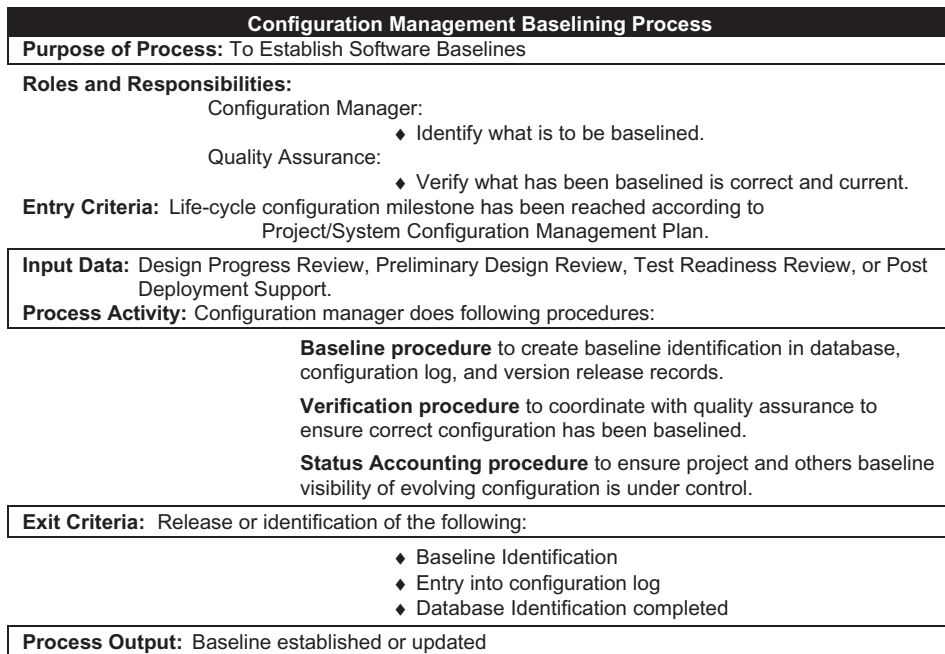 Configuration Management Baselining Process
Purpose of Process: To Establish Software Baselines
Roles and Responsibilities:
Configuration Manager:
♦ Identify what is to be baselined.
Quality Assurance:
♦ Verify what has been baselined is correct and current.
Entry Criteria: Life-cycle configuration milestone has been reached according to
Project/System Configuration Management Plan.
Input Data: Design Progress Review, Preliminary Design Review, Test Readiness Review, or Post
Deployment Support.
Process Activity: Configuration manager does following procedures:
Baseline procedure to create baseline identification in database,
configuration log, and version release records.
Verification procedure to coordinate with quality assurance to
ensure correct configuration has been baselined.
Status Accounting procedure to ensure project and others baseline
visibility of evolving configuration is under control.
Exit Criteria: Release or identification of the following:
♦ Baseline Identification
♦ Entry into configuration log
♦ Database Identification completed
Process Output: Baseline established or updated